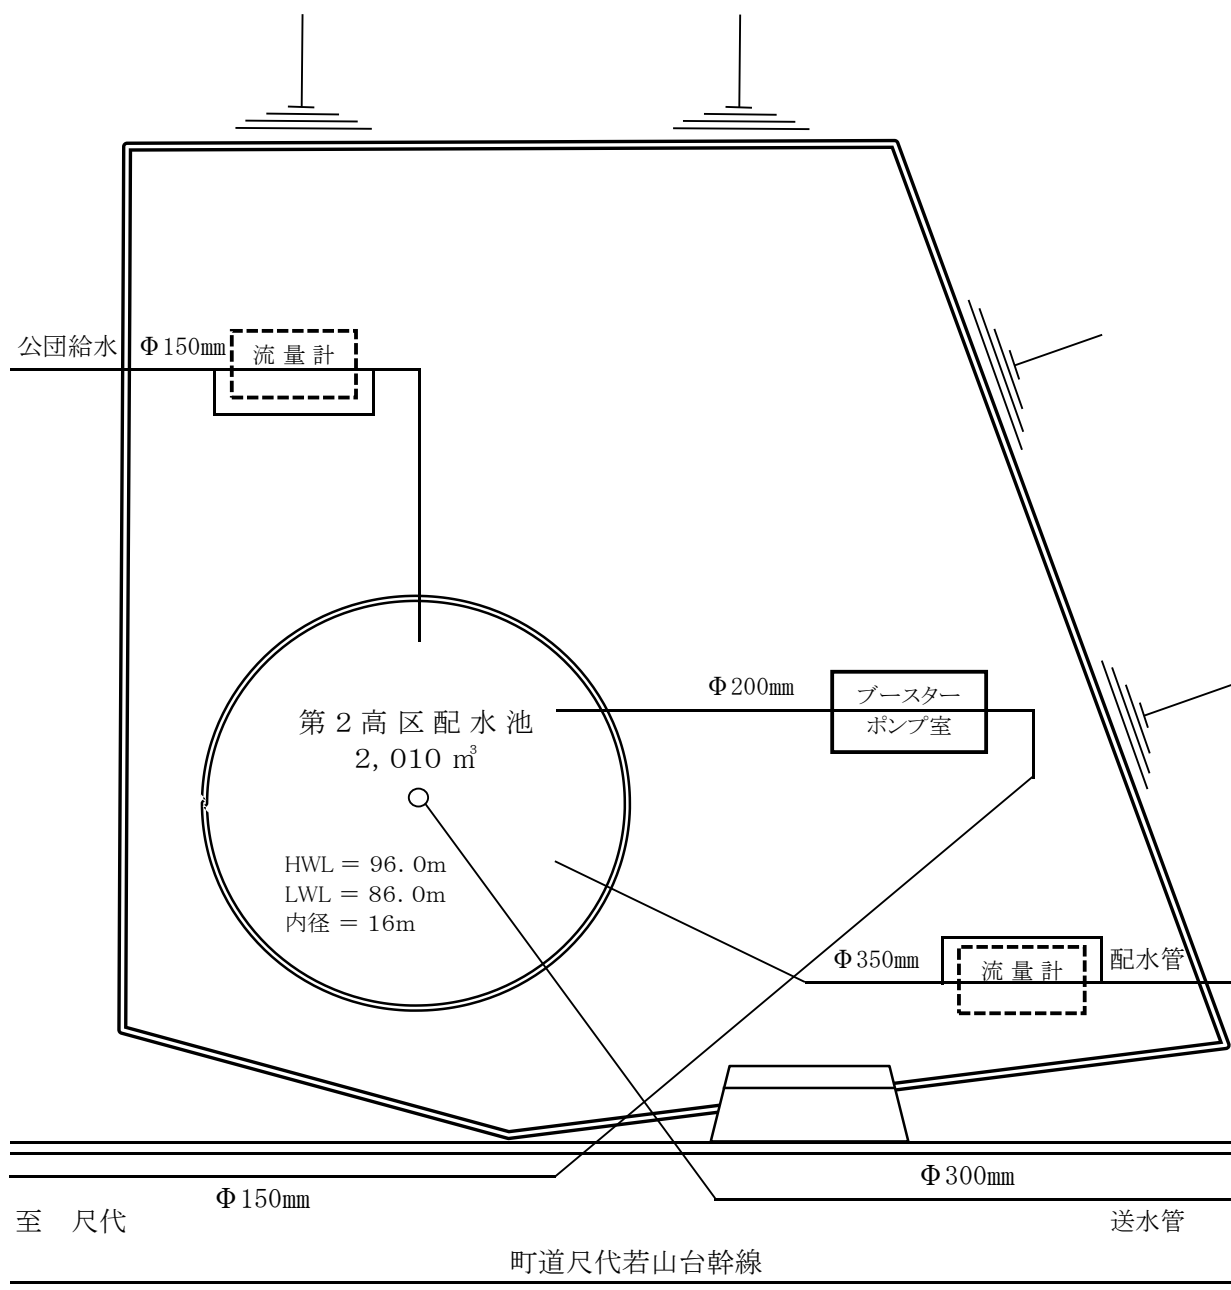 公団給水 Φ150mm
流量計
Φ200mm
ブースター
ポンプ室
第2高区配水池
2,010 ㎥
HWL = 96.0m
LWL = 86.0m
内径 = 16m
Φ350mm
流量計
配水管
Φ300mm
Φ150mm
至 尺代
送水管
町道尺代若山台幹線